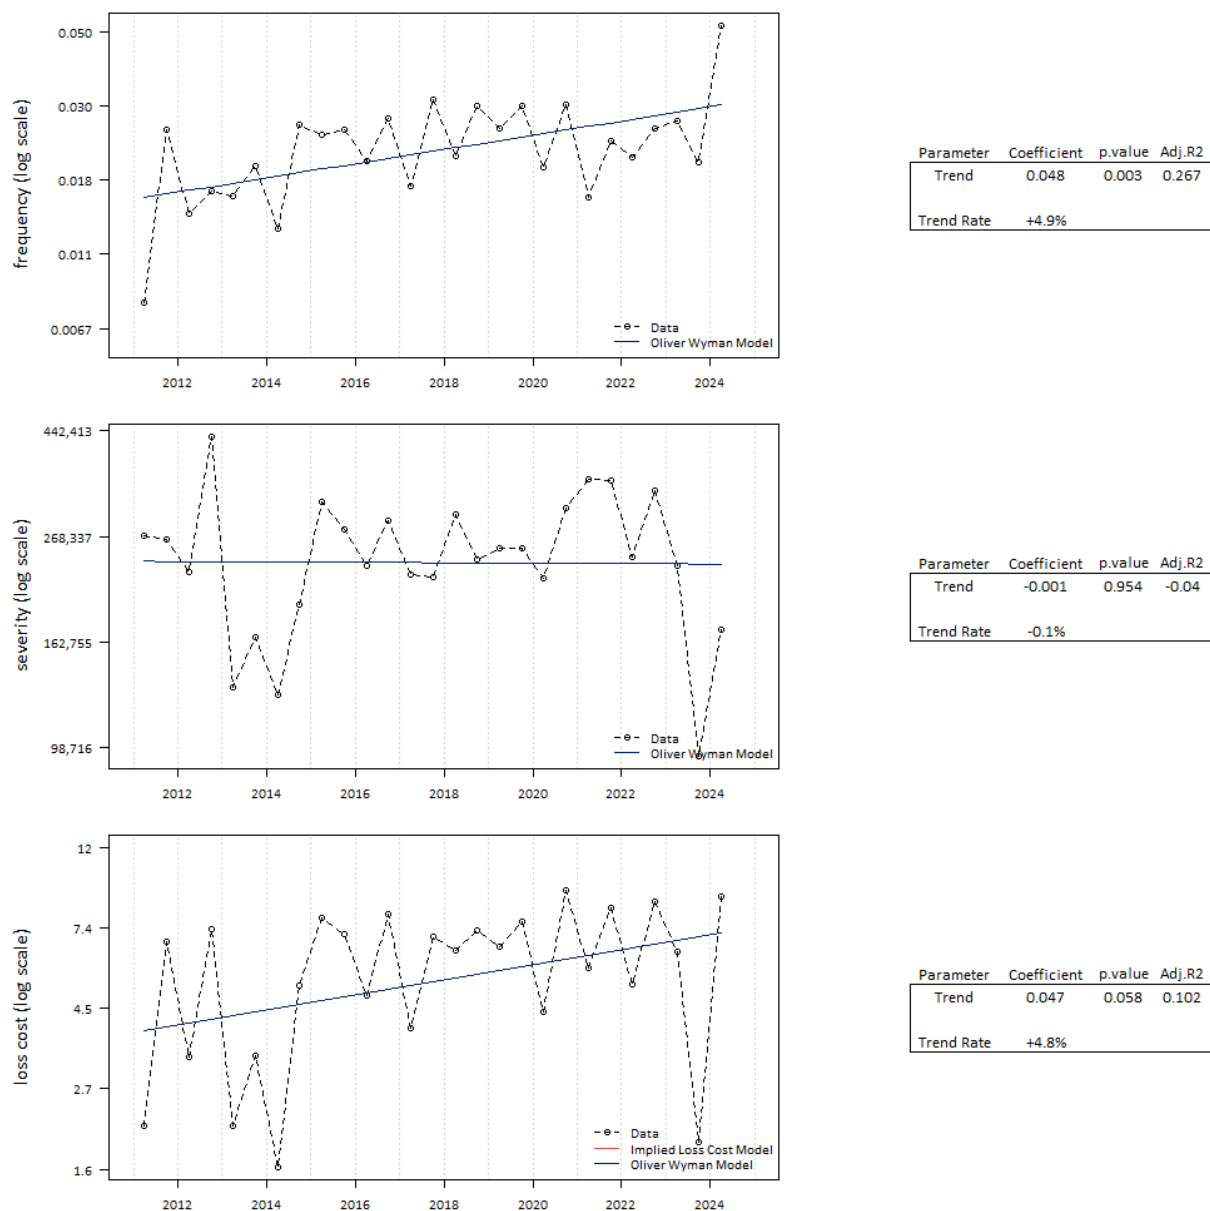 frequency (log scale)
0.050
0.030
0.018
0.011
0.0067
Data
Oliver Wyman Model
2012 2014 2016 2018 2020 2022 2024
Parameter Coefficient p.value Adj.R2
Trend 0.048 0.003 0.267
Trend Rate +4.9%
severity (log scale)
442,413
268,337
162,755
98,716
Data
Oliver Wyman Model
2012 2014 2016 2018 2020 2022 2024
Parameter Coefficient p.value Adj.R2
Trend -0.001 0.954 -0.04
Trend Rate -0.1%
loss cost (log scale)
12
7.4
4.5
2.7
1.6
Data
Implied Loss Cost Model
Oliver Wyman Model
2012 2014 2016 2018 2020 2022 2024
Parameter Coefficient p.value Adj.R2
Trend 0.047 0.058 0.102
Trend Rate +4.8%